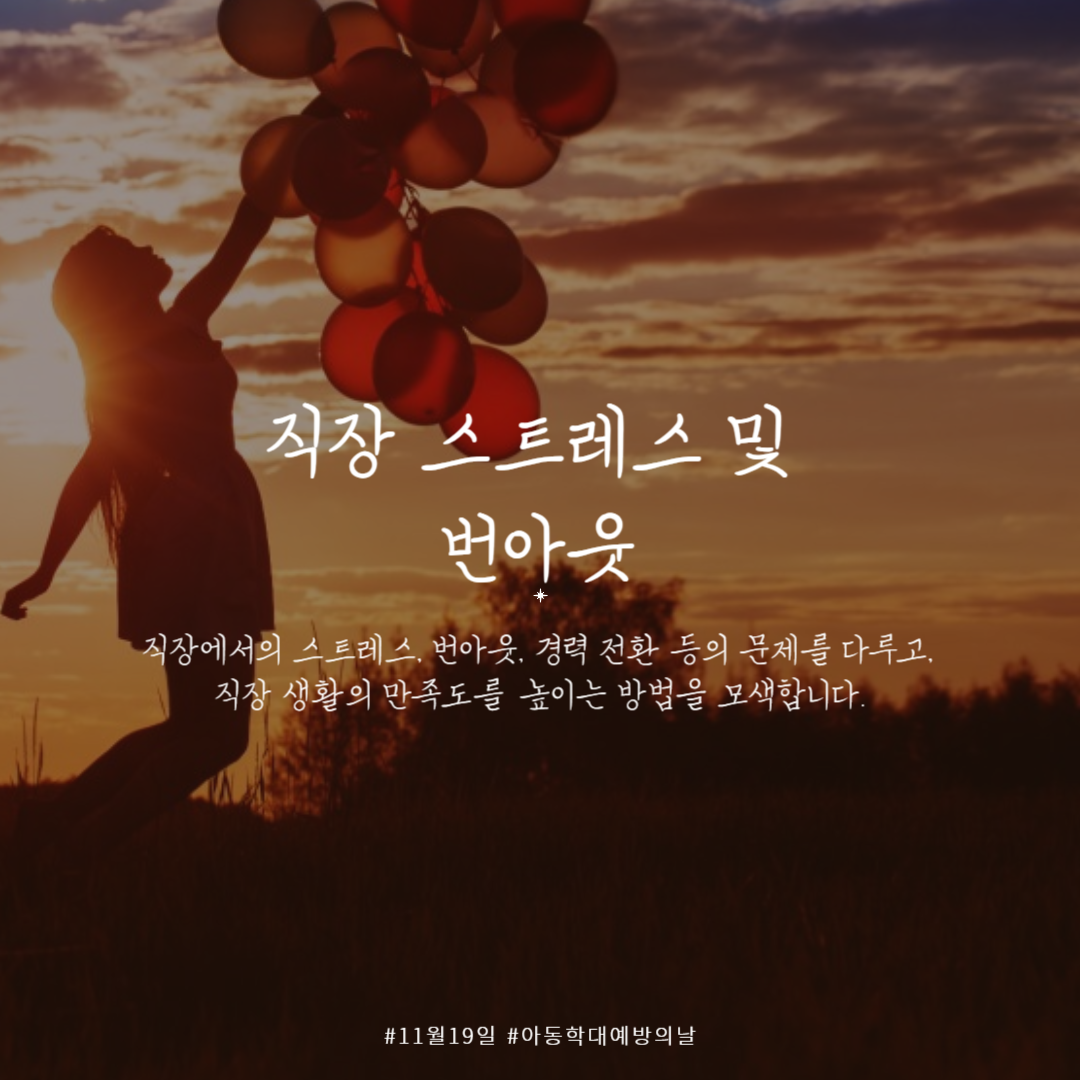 직장 스트레스 및
번아웃
직장에서의 스트레스, 번아웃, 경력 전환 등의 문제를 다루고,
직장 생활의 만족도를 높이는 방법을 모색합니다.
#11월19일 #아동학대예방의날